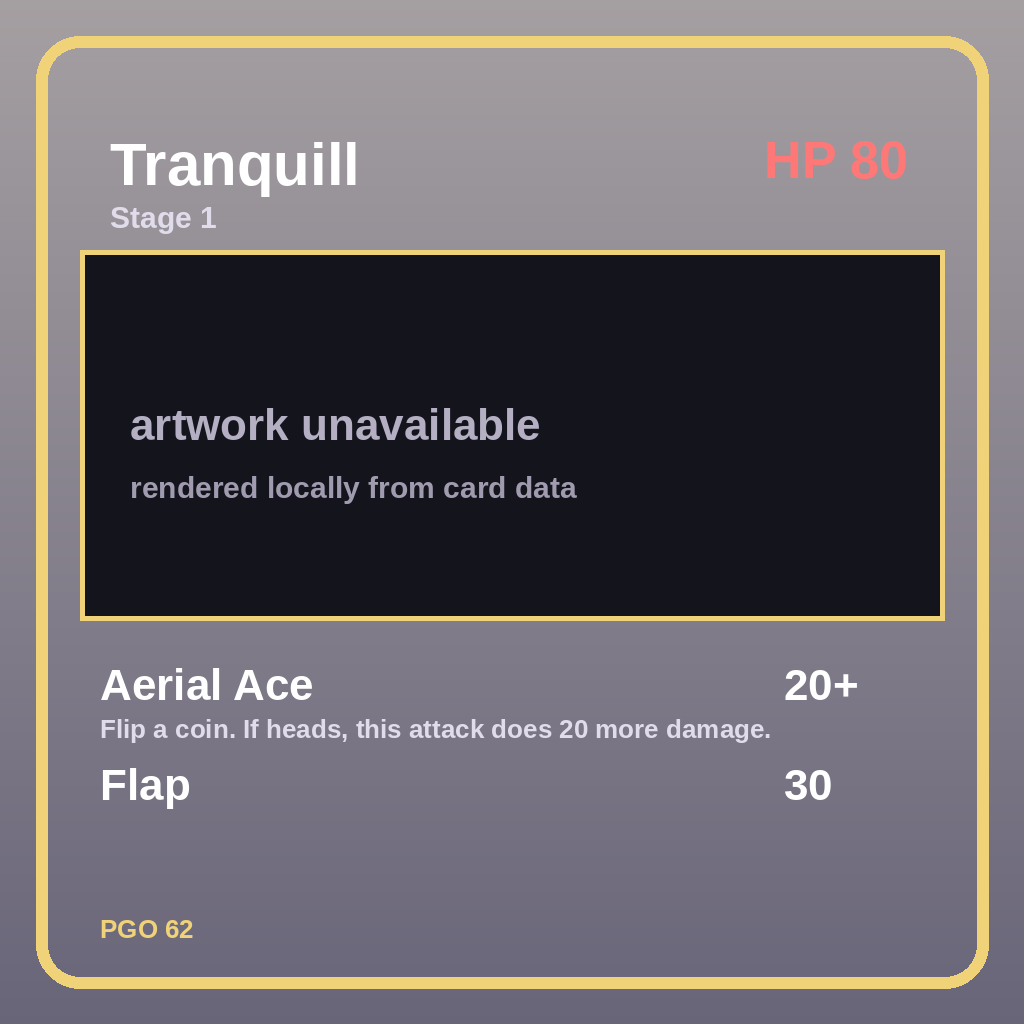 Tranquill
HP 80
Stage 1
artwork unavailable
rendered locally from card data
Aerial Ace 20+
Flip a coin. If heads, this attack does 20 more damage.
Flap 30
PGO 62